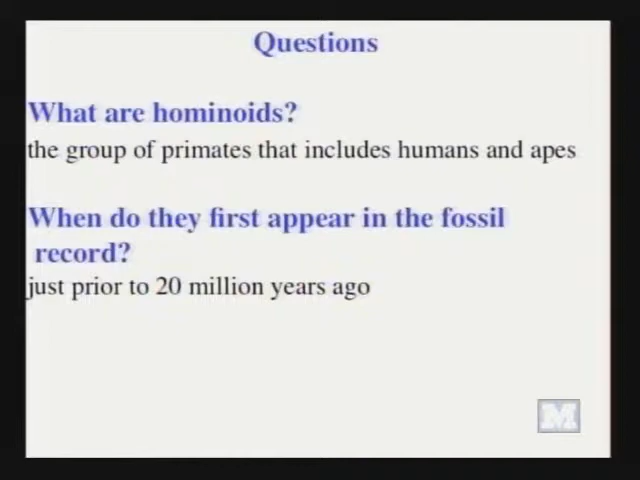 Questions
What are hominoids?
the group of primates that includes humans and apes
When do they first appear in the fossil
record?
just prior to 20 million years ago
M